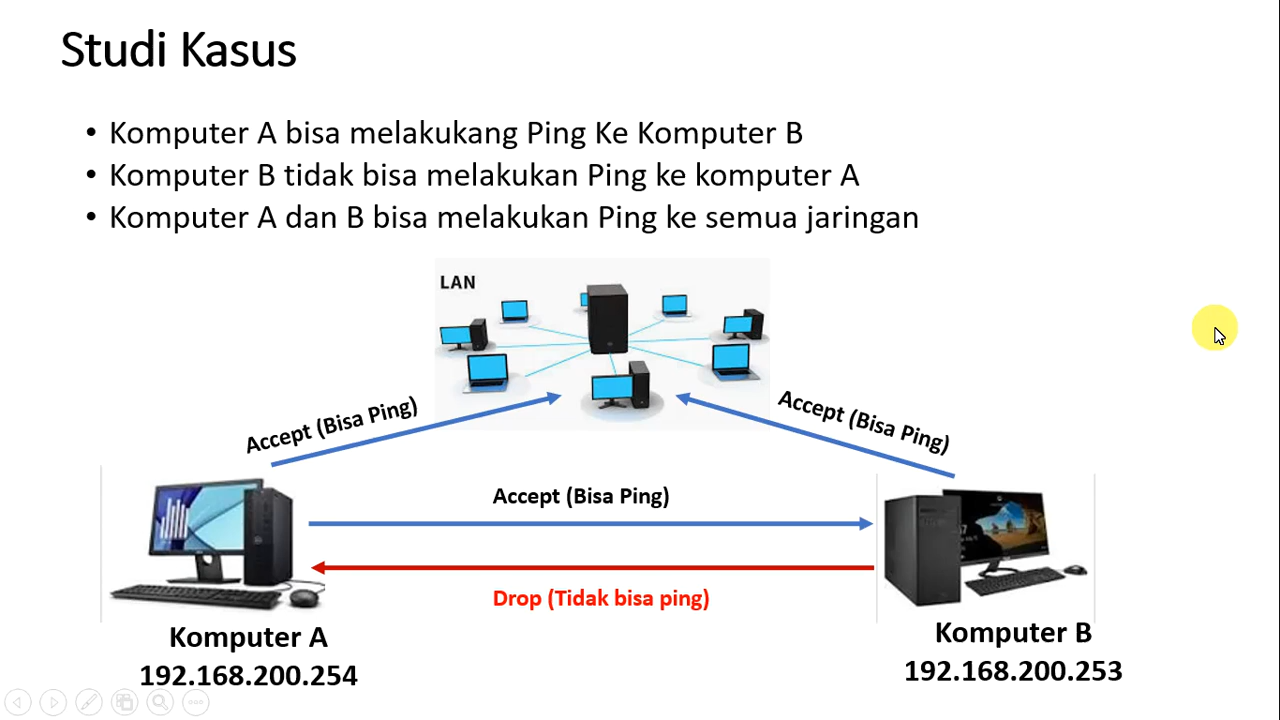 Studi Kasus
• Komputer A bisa melakukang Ping Ke Komputer B
• Komputer B tidak bisa melakukan Ping ke komputer A
• Komputer A dan B bisa melakukan Ping ke semua jaringan
LAN
Accept (Bisa Ping)
Accept (Bisa Ping)
Accept (Bisa Ping)
Drop (Tidak bisa ping)
Komputer A
192.168.200.254
Komputer B
192.168.200.253